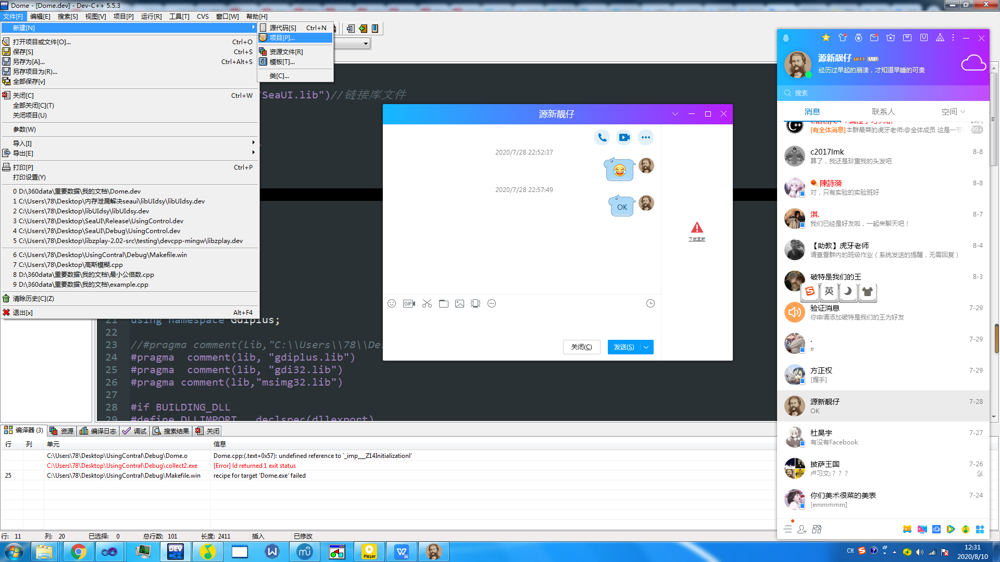 Dome - [Dome.dev] - Dev-C++ 5.5.3
文件[F] 编辑[E] 搜索[S] 视图[V] 项目[P] 运行[R] 工具[T] CVS 窗口[W] 帮助[H]
新建[N]
打开项目或文件[O]... Ctrl+O
保存[S] Ctrl+S
另存为[A]... Ctrl+Alt+S
另存项目为(R)...
全部保存[v]
关闭[C] Ctrl+W
全部关闭[C](T)
关闭项目(U)
参数(W)
导入[I]
导出[E]
打印[P] Ctrl+P
打印设置(Y)
0 D:\360data\重要数据\我的文档\Dome.dev
1 C:\Users\78\Desktop\内存泄漏解决seaui\libUIdsy\libUIdsy.dev
2 C:\Users\78\Desktop\libUIdsy\libUIdsy.dev
3 C:\Users\78\Desktop\SeaUI\Release\UsingControl.dev
4 C:\Users\78\Desktop\SeaUI\Debug\UsingControl.dev
5 C:\Users\78\Desktop\libzplay-2.02-src\testing\devcpp-mingw\libzplay.dev
6 C:\Users\78\Desktop\UsingContral\Debug\Makefile.win
7 C:\Users\78\Desktop\高斯模糊.cpp
8 D:\360data\重要数据\我的文档\最小公倍数.cpp
9 D:\360data\重要数据\我的文档\example.cpp
清除历史[C](Z)
退出[x] Alt+F4
源代码[S] Ctrl+N
项目[P]...
资源文件[R]
模板[T]...
类[C]...
SeaUI.lib")//链接库文件
21 using namespace Gdiplus;
22
23 //#pragma comment(lib,"C:\\Users\\78\\Des
24 #pragma  comment(lib, "gdiplus.lib")
25 #pragma  comment(lib, "gdi32.lib")
26 #pragma comment(lib,"msimg32.lib")
27
28 #if BUILDING_DLL
29 #define DLLIMPORT __declspec(dllexport)
源新靓仔
2020/7/28 22:52:37
2020/7/28 22:57:49
OK
下载更新
GIF
关闭(C) 发送(S)
源新靓仔 LV11 VIP
经历过早起的崩溃，才知道早睡的可贵
搜索
消息 联系人 空间
[有全体消息]本群最菜的虎牙老师:@全体成员 这是一节 99+
c2017lmk 8-8
算了，我还是珍重我的头发吧
陳詩漪 8-8
对，只有实验的实验班好
淇. 8-7
我们已经是好友啦，一起来聊天吧！
【助教】虎牙老师 8-4
请查看群内的班级作业（系统发送的提醒，无需回复）
破特是我们的王 8-3
英
验证消息 7-29
你申请添加破特是我们的王为好友
. 7-29
e
方正权 7-29
[握手]
源新靓仔 7-28
OK
杜昊宇 7-27
有没有Facebook
披萨王国 7-26
卢习文:？？？
你们美术很菜的美表 7-24
[emmmmm]
编译器 (3) 资源 编译日志 调试 搜索结果 关闭
行 列 单元 信息
C:\Users\78\Desktop\UsingContral\Debug\Dome.o Dome.cpp:(.text+0x57): undefined reference to `_imp___Z14InitializationI'
C:\Users\78\Desktop\UsingContral\Debug\collect2.exe [Error] ld returned 1 exit status
25 C:\Users\78\Desktop\UsingContral\Debug\Makefile.win recipe for target 'Dome.exe' failed
行: 11 列: 20 已选择: 0 总行数: 101 长度: 2411 插入 已修改
DEV C++
Player
CH
12:31
2020/8/10